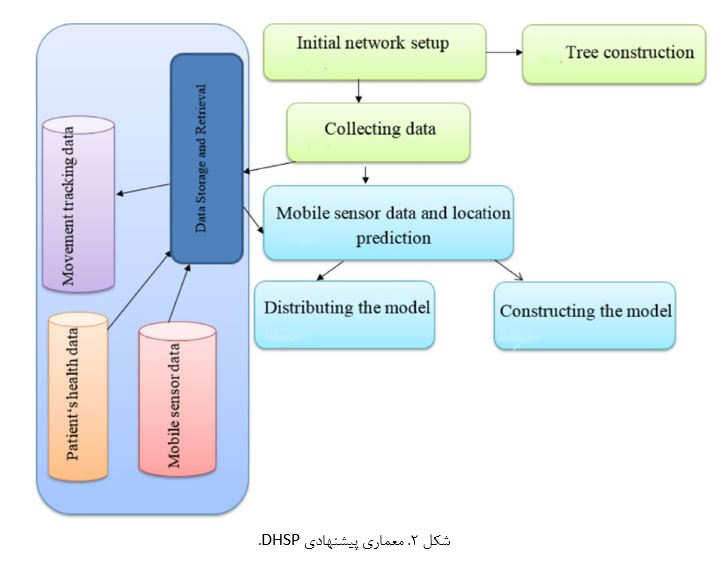 Initial network setup
Tree construction
Collecting data
Data Storage and Retrieval
Movement tracking data
Mobile sensor data and location
prediction
Distributing the model
Constructing the model
Patient's health data
Mobile sensor data
شکل ۲. معماری پیشنهادی DHSP.